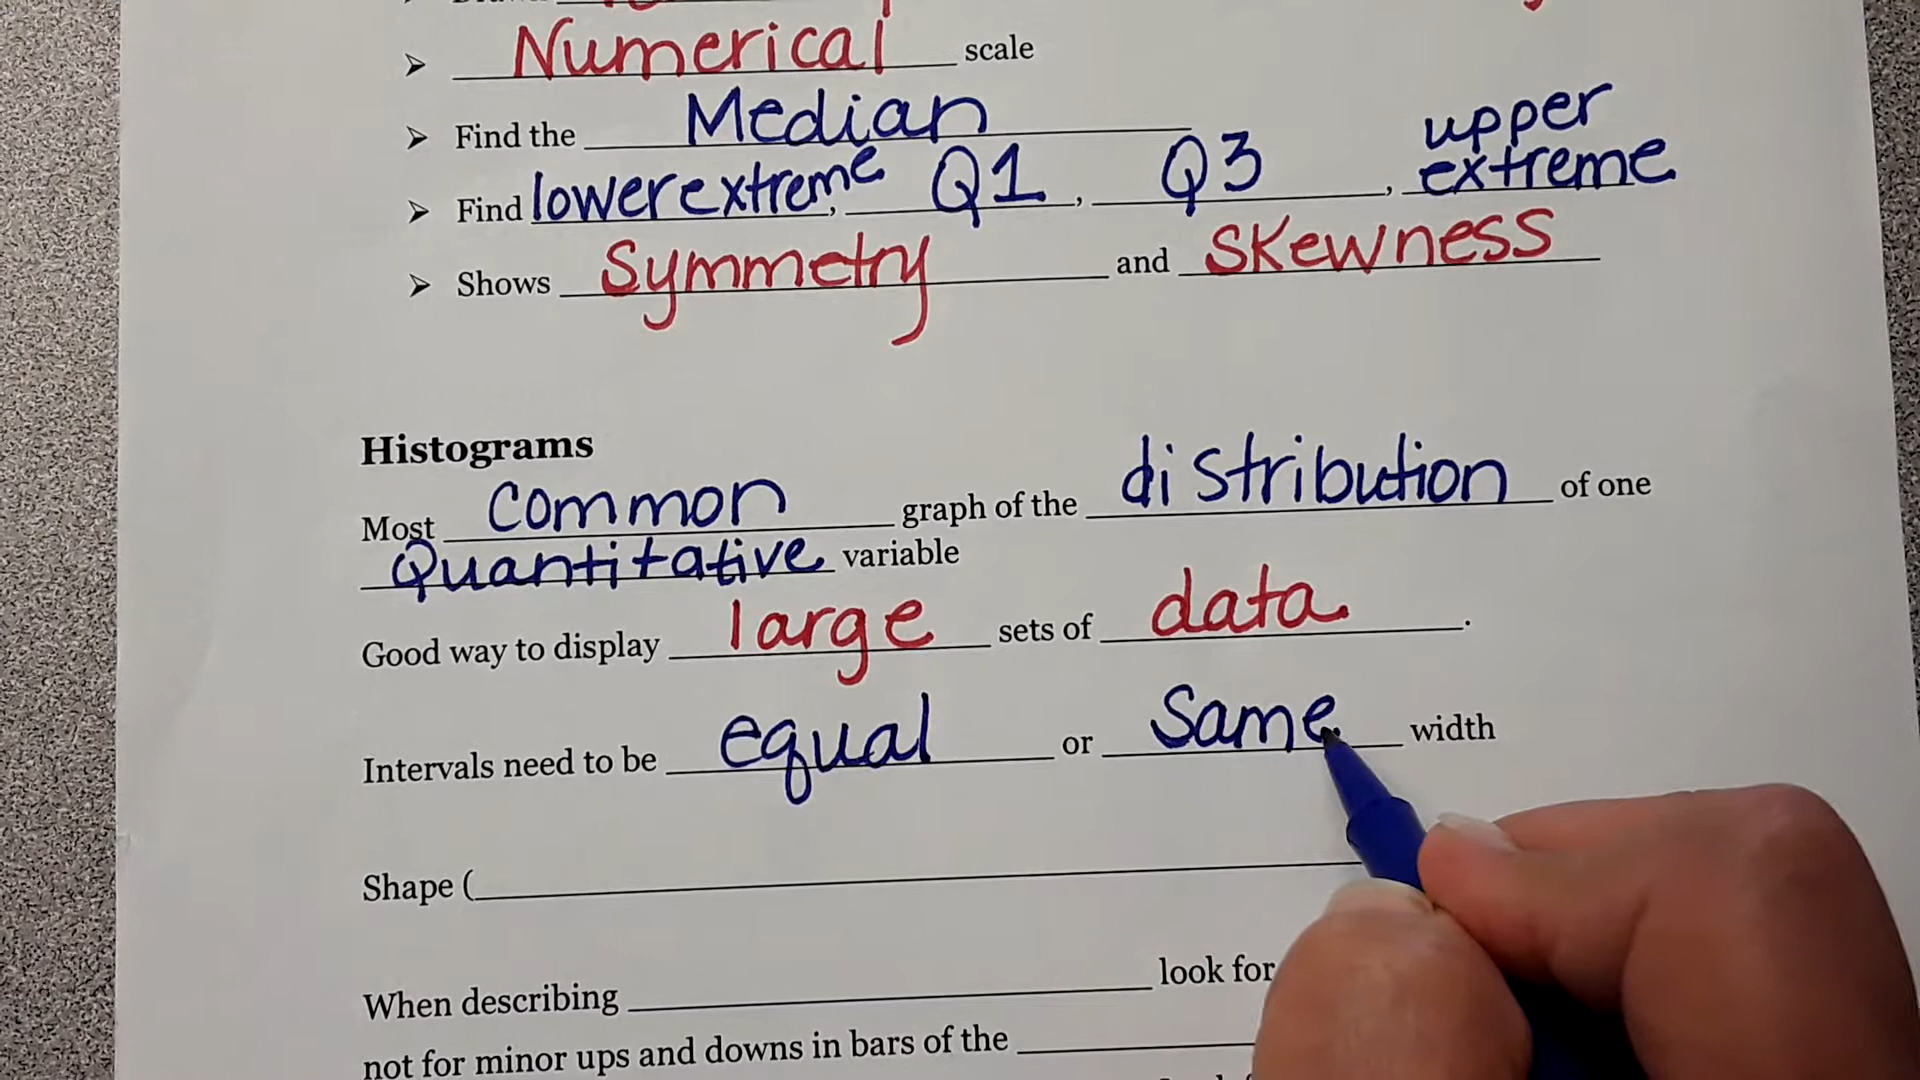 ➢ Numerical scale
➢ Find the Median
upper
➢ Find lower extreme, Q1, Q3, extreme
➢ Shows Symmetry and Skewness
Histograms
Most common graph of the distribution of one
Quantitative variable
Good way to display large sets of data.
Intervals need to be equal or Same width
Shape (
When describing look for
not for minor ups and downs in bars of the